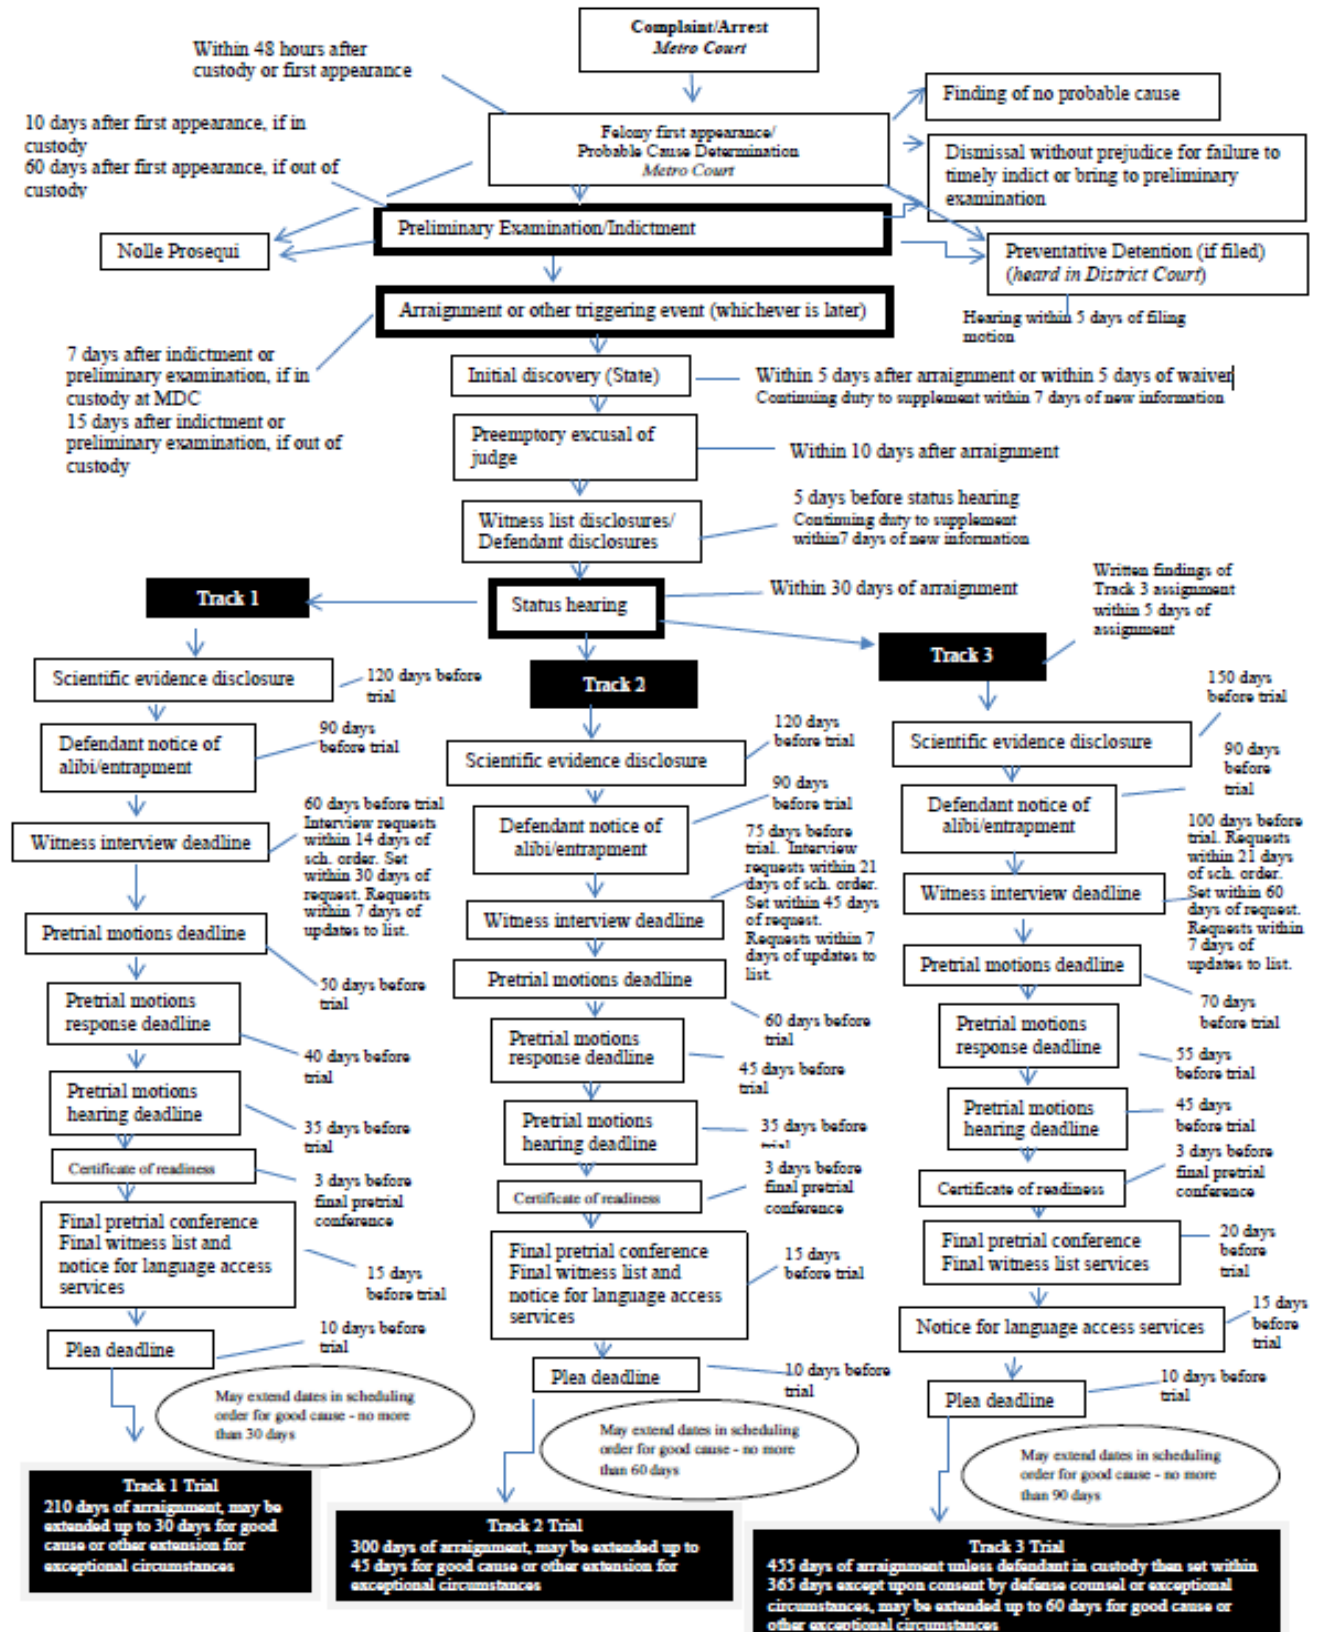 Complaint/Arrest
Metro Court
Within 48 hours after
custody or first appearance
Finding of no probable cause
10 days after first appearance, if in
custody
60 days after first appearance, if out of
custody
Felony first appearance/
Probable Cause Determination
Metro Court
Dismissal without prejudice for failure to
timely indict or bring to preliminary
examination
Preliminary Examination/Indictment
Nolle Prosequi
Preventative Detention (if filed)
(heard in District Court)
Hearing within 5 days of filing
motion
Arraignment or other triggering event (whichever is later)
7 days after indictment or
preliminary examination, if in
custody at MDC
15 days after indictment or
preliminary examination, if out of
custody
Initial discovery (State)
Within 5 days after arraignment or within 5 days of waiver
Continuing duty to supplement within 7 days of new information
Preemptory excusal of
judge
Within 10 days after arraignment
Witness list disclosures/
Defendant disclosures
5 days before status hearing
Continuing duty to supplement
within7 days of new information
Status hearing
Within 30 days of arraignment
Written findings of
Track 3 assignment
within 5 days of
assignment
Track 1
Scientific evidence disclosure
120 days before
trial
Defendant notice of
alibi/entrapment
90 days
before trial
Witness interview deadline
60 days before trial
Interview requests
within 14 days of
sch. order. Set
within 30 days of
request. Requests
within 7 days of
updates to list.
Pretrial motions deadline
50 days before
trial
Pretrial motions
response deadline
40 days before
trial
Pretrial motions
hearing deadline
35 days before
trial
Certificate of readiness
3 days before
final pretrial
conference
Final pretrial conference
Final witness list and
notice for language access
services
15 days
before trial
Plea deadline
10 days before
trial
May extend dates in scheduling
order for good cause - no more
than 30 days
Track 1 Trial
210 days of arraignment, may be
extended up to 30 days for good
cause or other extension for
exceptional circumstances
Track 2
Scientific evidence disclosure
120 days
before trial
Defendant notice of
alibi/entrapment
90 days
before trial
Witness interview deadline
75 days before
trial. Interview
requests within 21
days of sch. order.
Set within 45 days
of request.
Requests within 7
days of updates to
list.
Pretrial motions deadline
60 days before
trial
Pretrial motions
response deadline
45 days before
trial
Pretrial motions
hearing deadline
35 days before
Certificate of readiness
3 days before
final pretrial
conference
Final pretrial conference
Final witness list and
notice for language access
services
15 days
before trial
Plea deadline
10 days before
trial
May extend dates in scheduling
order for good cause - no more
than 60 days
Track 2 Trial
300 days of arraignment, may be extended up to
45 days for good cause or other extension for
exceptional circumstances
Track 3
Scientific evidence disclosure
150 days
before trial
Defendant notice of
alibi/entrapment
90 days
before
trial
Witness interview deadline
100 days before
trial. Requests
within 21 days
of sch. order.
Set within 60
days of request.
Requests within
7 days of
updates to list.
Pretrial motions deadline
70 days
before trial
Pretrial motions
response deadline
55 days
before trial
Pretrial motions
hearing deadline
45 days
before trial
Certificate of readiness
3 days before
final pretrial
conference
Final pretrial conference
Final witness list services
20 days
before
trial
Notice for language access services
15 days
before
trial
Plea deadline
10 days before
trial
May extend dates in scheduling
order for good cause - no more
than 90 days
Track 3 Trial
455 days of arraignment unless defendant in custody then set within
365 days except upon consent by defense counsel or exceptional
circumstances, may be extended up to 60 days for good cause or
other exceptional circumstances